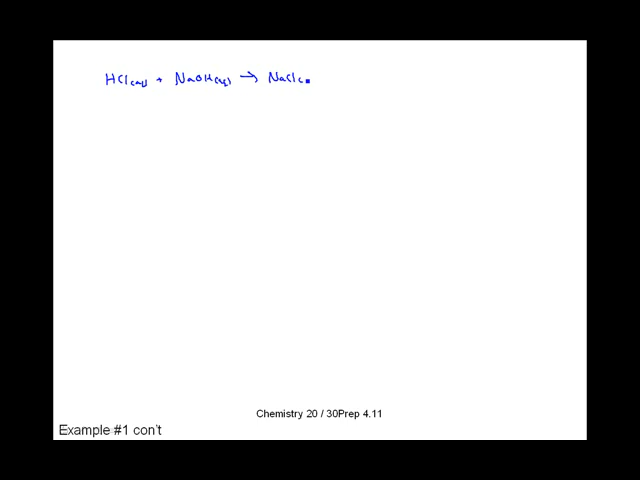 HCl(aq) + NaOH(aq) → NaCl(
Chemistry 20 / 30Prep 4.11
Example #1 con't